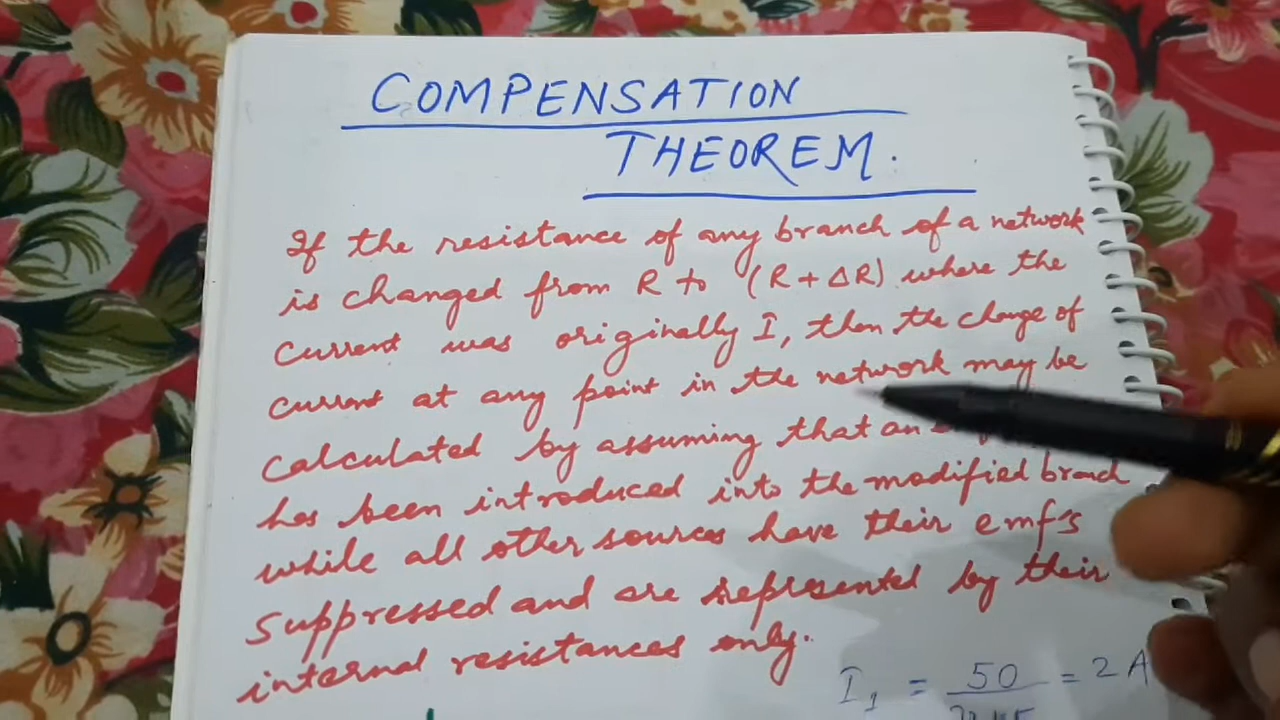 COMPENSATION
THEOREM.
If the resistance of any branch of a network
is changed from R to (R + ΔR) where the
current was originally I, then the change of
current at any point in the network may be
calculated by assuming that an
has been introduced into the modified branch
while all other sources have their emf's
suppressed and are represented by their
internal resistances only.
I₁ = 50 = 2 A